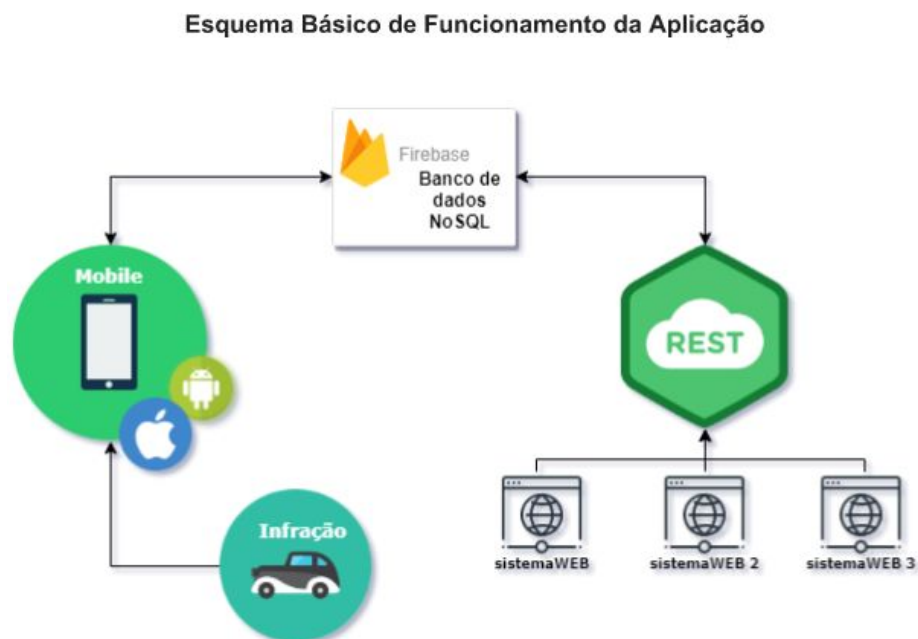 Esquema Básico de Funcionamento da Aplicação
Firebase
Banco de
dados
NoSQL
Mobile
REST
Infração
sistemaWEB
sistemaWEB 2
sistemaWEB 3